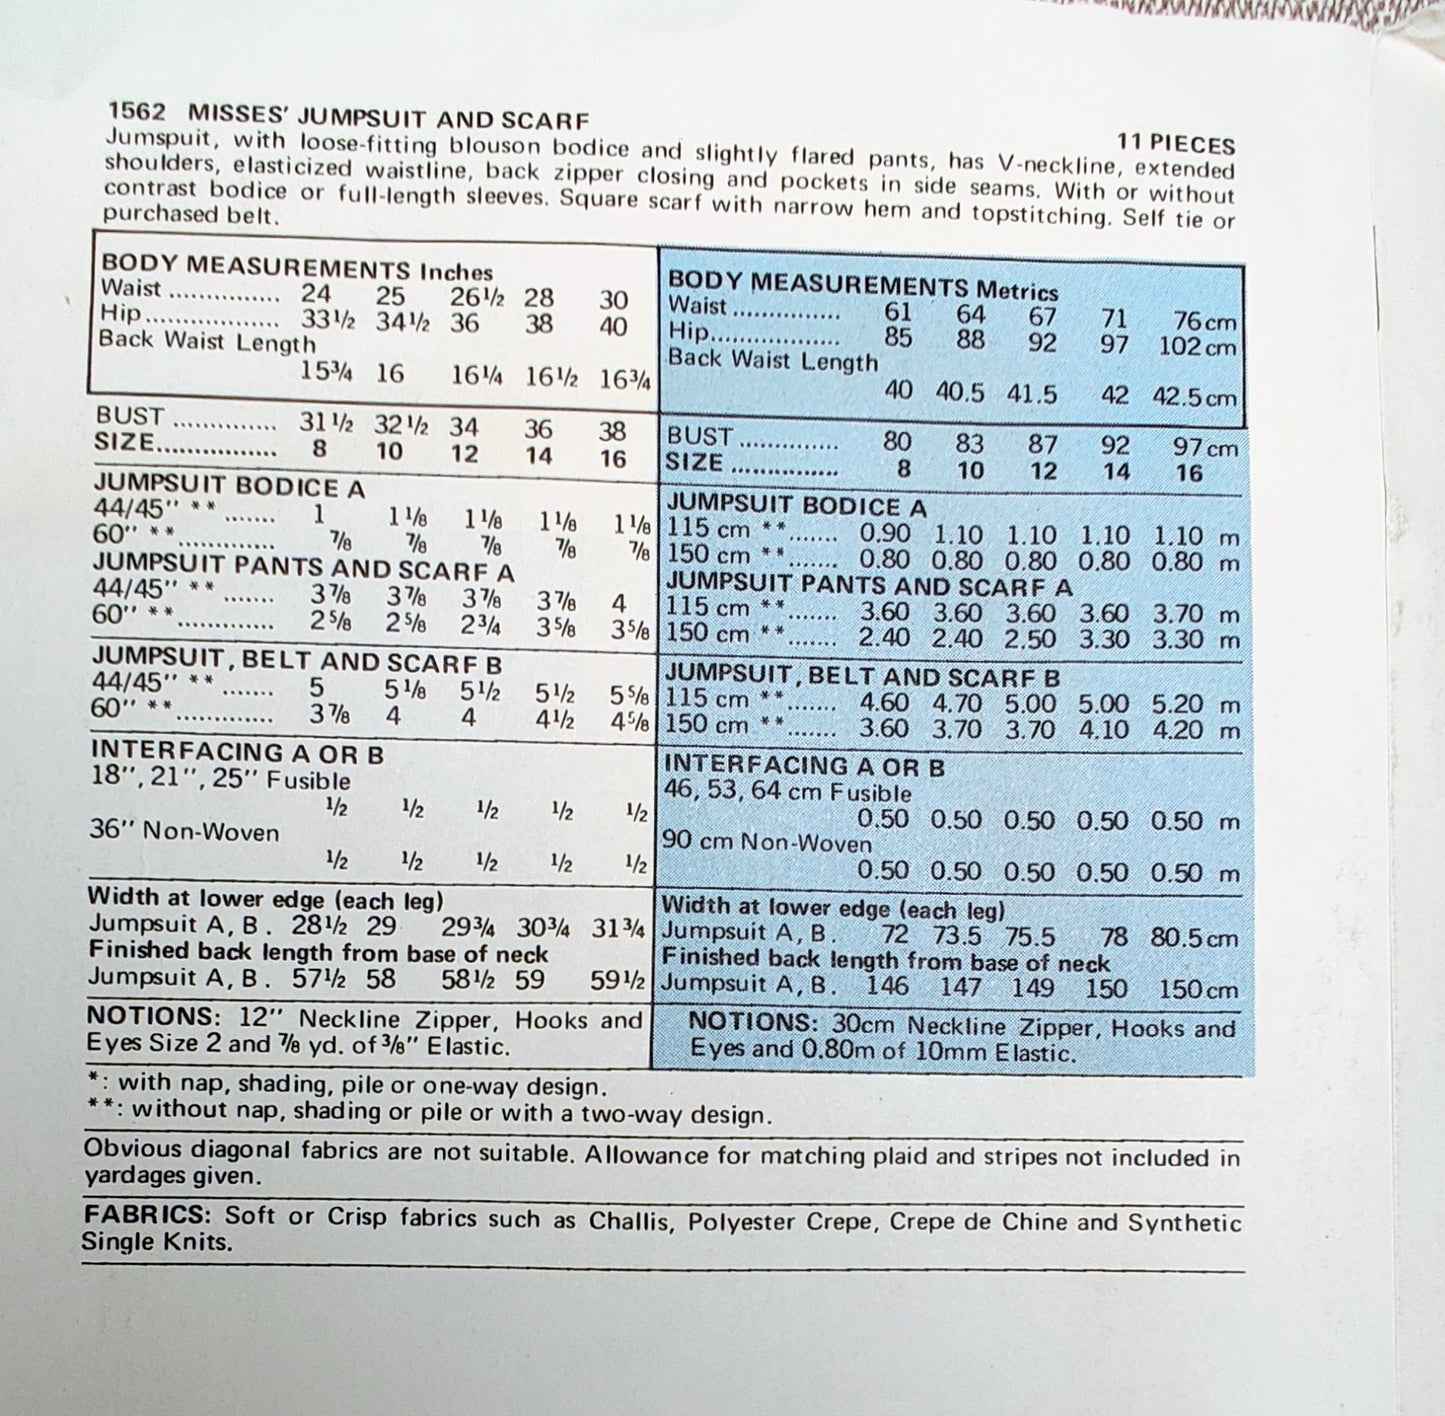 1562 MISSES' JUMPSUIT AND SCARF 11 PIECES
Jumspuit, with loose-fitting blouson bodice and slightly flared pants, has V-neckline, extended
shoulders, elasticized waistline, back zipper closing and pockets in side seams. With or without
contrast bodice or full-length sleeves. Square scarf with narrow hem and topstitching. Self tie or
purchased belt.
BODY MEASUREMENTS Inches
Waist ............... 24 25 26½ 28 30
Hip.................. 33½ 34½ 36 38 40
Back Waist Length
15¾ 16 16¼ 16½ 16¾
BUST .............. 31½ 32½ 34 36 38
SIZE................. 8 10 12 14 16
JUMPSUIT BODICE A
44/45" ** ....... 1 1⅛ 1⅛ 1⅛ 1⅛
60" **............. ⅞ ⅞ ⅞ ⅞ ⅞
JUMPSUIT PANTS AND SCARF A
44/45" ** ....... 3⅞ 3⅞ 3⅞ 3⅞ 4
60" **............. 2⅝ 2⅝ 2¾ 3⅝ 3⅝
JUMPSUIT, BELT AND SCARF B
44/45" ** ....... 5 5⅛ 5½ 5½ 5⅝
60" **............. 3⅞ 4 4 4½ 4⅝
INTERFACING A OR B
18", 21", 25" Fusible
½ ½ ½ ½ ½
36" Non-Woven
½ ½ ½ ½ ½
Width at lower edge (each leg)
Jumpsuit A, B . 28½ 29 29¾ 30¾ 31¾
Finished back length from base of neck
Jumpsuit A, B . 57½ 58 58½ 59 59½
NOTIONS: 12" Neckline Zipper, Hooks and
Eyes Size 2 and ⅞ yd. of ⅜" Elastic.
BODY MEASUREMENTS Metrics
Waist ............... 61 64 67 71 76cm
Hip.................. 85 88 92 97 102cm
Back Waist Length
40 40.5 41.5 42 42.5cm
BUST .............. 80 83 87 92 97cm
SIZE ............... 8 10 12 14 16
JUMPSUIT BODICE A
115 cm **....... 0.90 1.10 1.10 1.10 1.10 m
150 cm **....... 0.80 0.80 0.80 0.80 0.80 m
JUMPSUIT PANTS AND SCARF A
115 cm **....... 3.60 3.60 3.60 3.60 3.70 m
150 cm **....... 2.40 2.40 2.50 3.30 3.30 m
JUMPSUIT, BELT AND SCARF B
115 cm **....... 4.60 4.70 5.00 5.00 5.20 m
150 cm **....... 3.60 3.70 3.70 4.10 4.20 m
INTERFACING A OR B
46, 53, 64 cm Fusible
0.50 0.50 0.50 0.50 0.50 m
90 cm Non-Woven
0.50 0.50 0.50 0.50 0.50 m
Width at lower edge (each leg)
Jumpsuit A, B. 72 73.5 75.5 78 80.5cm
Finished back length from base of neck
Jumpsuit A, B. 146 147 149 150 150cm
NOTIONS: 30cm Neckline Zipper, Hooks and
Eyes and 0.80m of 10mm Elastic.
*: with nap, shading, pile or one-way design.
**: without nap, shading or pile or with a two-way design.
Obvious diagonal fabrics are not suitable. Allowance for matching plaid and stripes not included in
yardages given.
FABRICS: Soft or Crisp fabrics such as Challis, Polyester Crepe, Crepe de Chine and Synthetic
Single Knits.